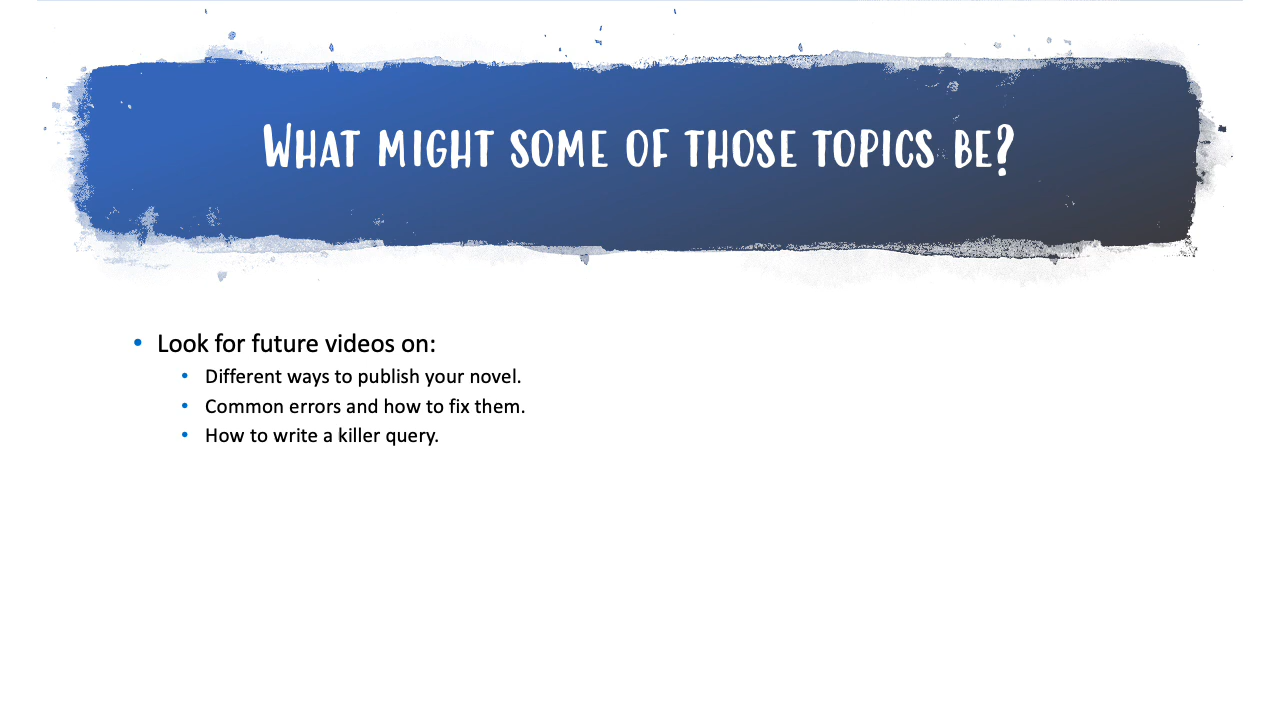 What might some of those topics be?
• Look for future videos on:
• Different ways to publish your novel.
• Common errors and how to fix them.
• How to write a killer query.